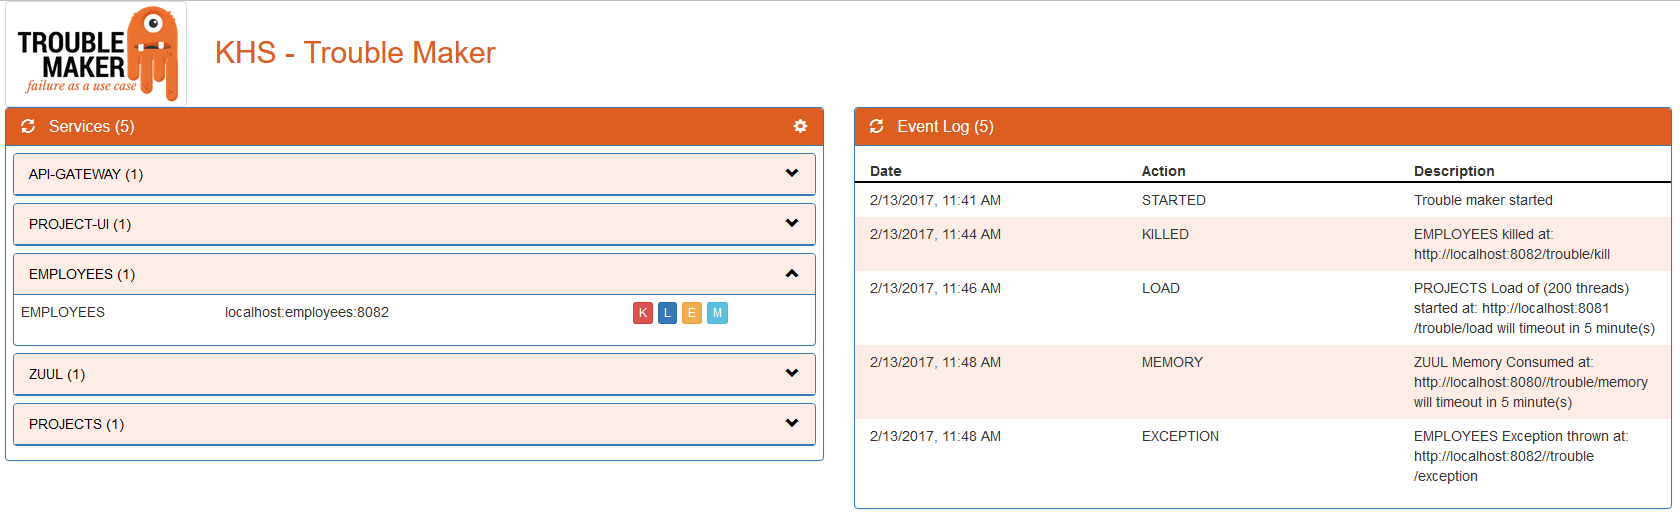 TROUBLE
MAKER
failure as a use case
KHS - Trouble Maker
Services (5)
API-GATEWAY (1)
PROJECT-UI (1)
EMPLOYEES (1)
EMPLOYEES localhost:employees:8082 K L E M
ZUUL (1)
PROJECTS (1)
Event Log (5)
Date Action Description
2/13/2017, 11:41 AM STARTED Trouble maker started
2/13/2017, 11:44 AM KILLED EMPLOYEES killed at:
http://localhost:8082/trouble/kill
2/13/2017, 11:46 AM LOAD PROJECTS Load of (200 threads)
started at: http://localhost:8081
/trouble/load will timeout in 5 minute(s)
2/13/2017, 11:48 AM MEMORY ZUUL Memory Consumed at:
http://localhost:8080//trouble/memory
will timeout in 5 minute(s)
2/13/2017, 11:48 AM EXCEPTION EMPLOYEES Exception thrown at:
http://localhost:8082//trouble
/exception